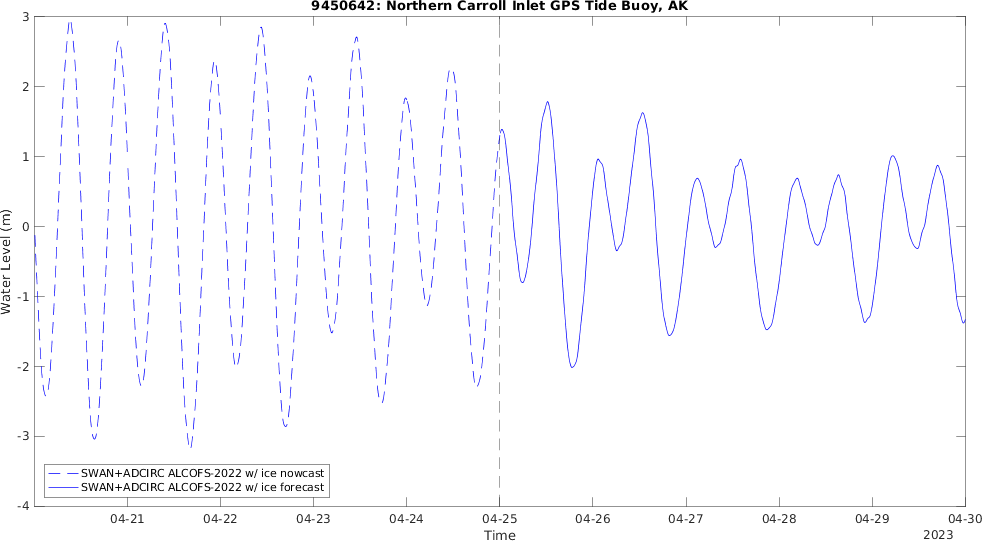 9450642: Northern Carroll Inlet GPS Tide Buoy, AK
3
2
1
0
-1
-2
-3
-4
Water Level (m)
SWAN+ADCIRC ALCOFS-2022 w/ ice nowcast
SWAN+ADCIRC ALCOFS-2022 w/ ice forecast
04-21 04-22 04-23 04-24 04-25 04-26 04-27 04-28 04-29 04-30
Time
2023